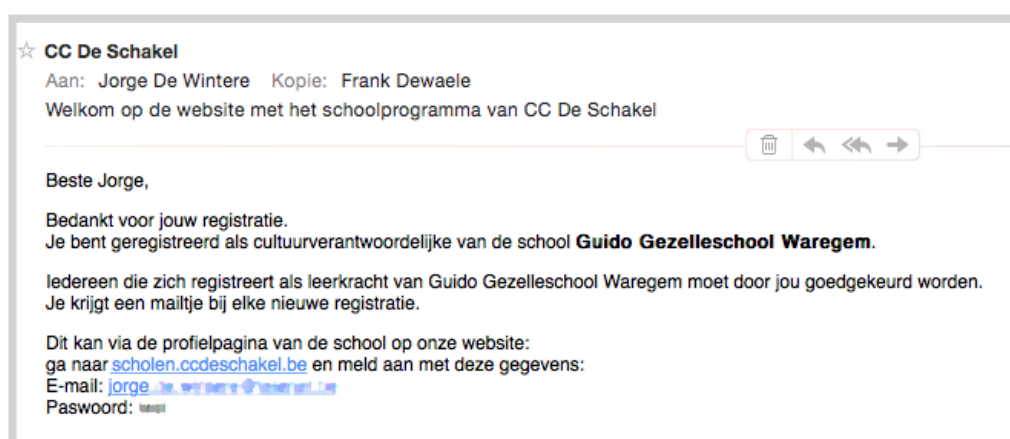 CC De Schakel
Aan: Jorge De Wintere Kopie: Frank Dewaele
Welkom op de website met het schoolprogramma van CC De Schakel
Beste Jorge,
Bedankt voor jouw registratie.
Je bent geregistreerd als cultuurverantwoordelijke van de school Guido Gezelleschool Waregem.
Iedereen die zich registreert als leerkracht van Guido Gezelleschool Waregem moet door jou goedgekeurd worden.
Je krijgt een mailtje bij elke nieuwe registratie.
Dit kan via de profielpagina van de school op onze website:
ga naar scholen.ccdeschakel.be en meld aan met deze gegevens:
E-mail: jorge
Paswoord: